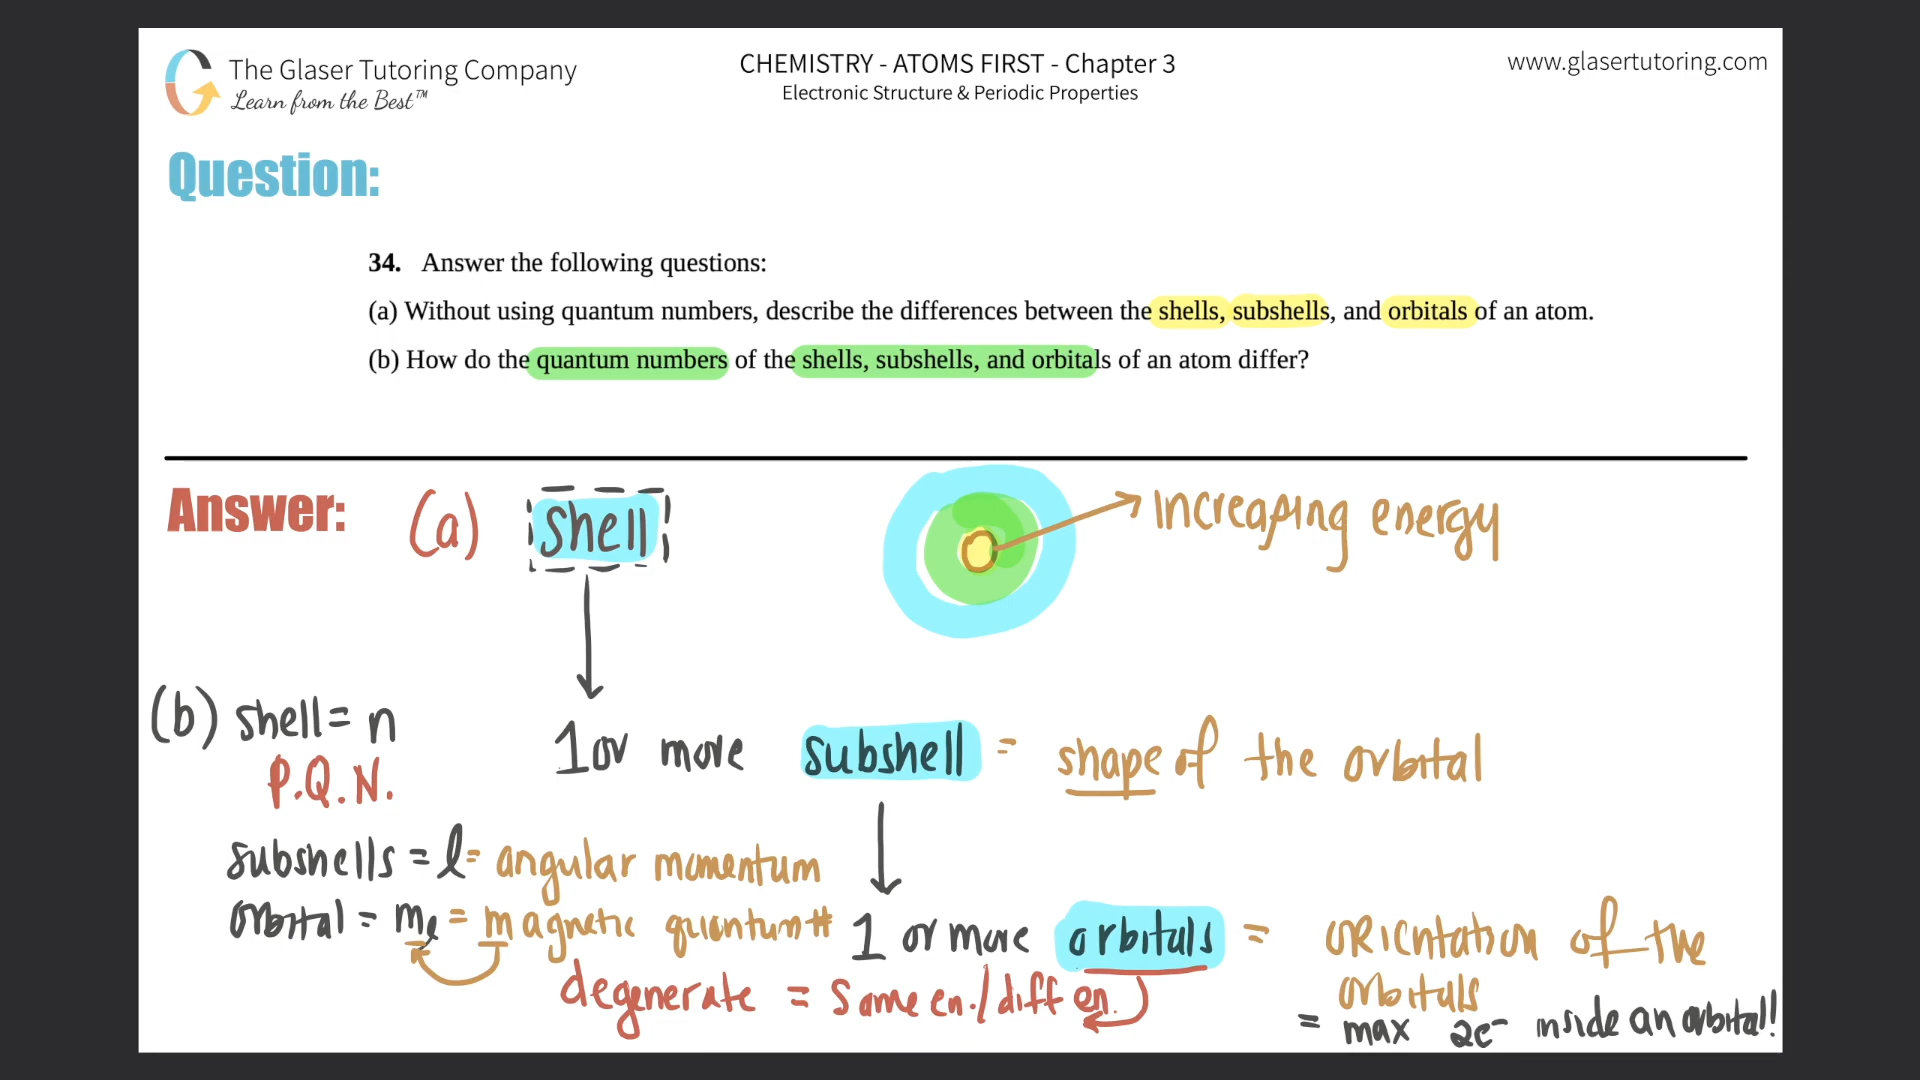 The Glaser Tutoring Company
Learn from the Best™
CHEMISTRY - ATOMS FIRST - Chapter 3
Electronic Structure & Periodic Properties
www.glasertutoring.com
Question:
34. Answer the following questions:
(a) Without using quantum numbers, describe the differences between the shells, subshells, and orbitals of an atom.
(b) How do the quantum numbers of the shells, subshells, and orbitals of an atom differ?
Answer:
(a) shell
increasing energy
1 or more subshell = shape of the orbital
1 or more orbitals = orientation of the
orbitals
= max 2e⁻ inside an orbital!
degenerate = same en./diff en.
(b) shell = n
P.Q.N.
subshells = l = angular momentum
orbital = mₗ = magnetic quantum #